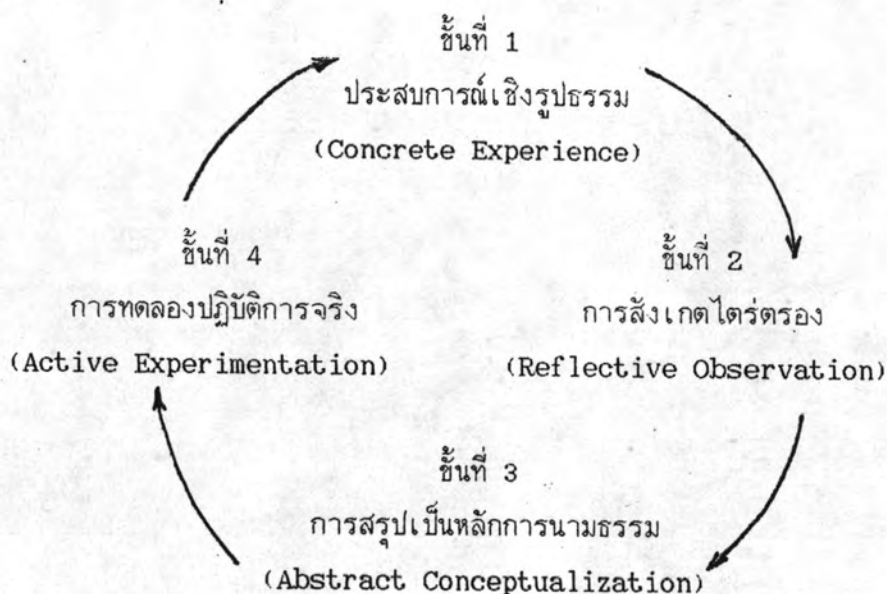 ขั้นที่ 1
ประสบการณ์เชิงรูปธรรม
(Concrete Experience)
ขั้นที่ 2
การสังเกตไตร่ตรอง
(Reflective Observation)
ขั้นที่ 3
การสรุปเป็นหลักการนามธรรม
(Abstract Conceptualization)
ขั้นที่ 4
การทดลองปฏิบัติการจริง
(Active Experimentation)